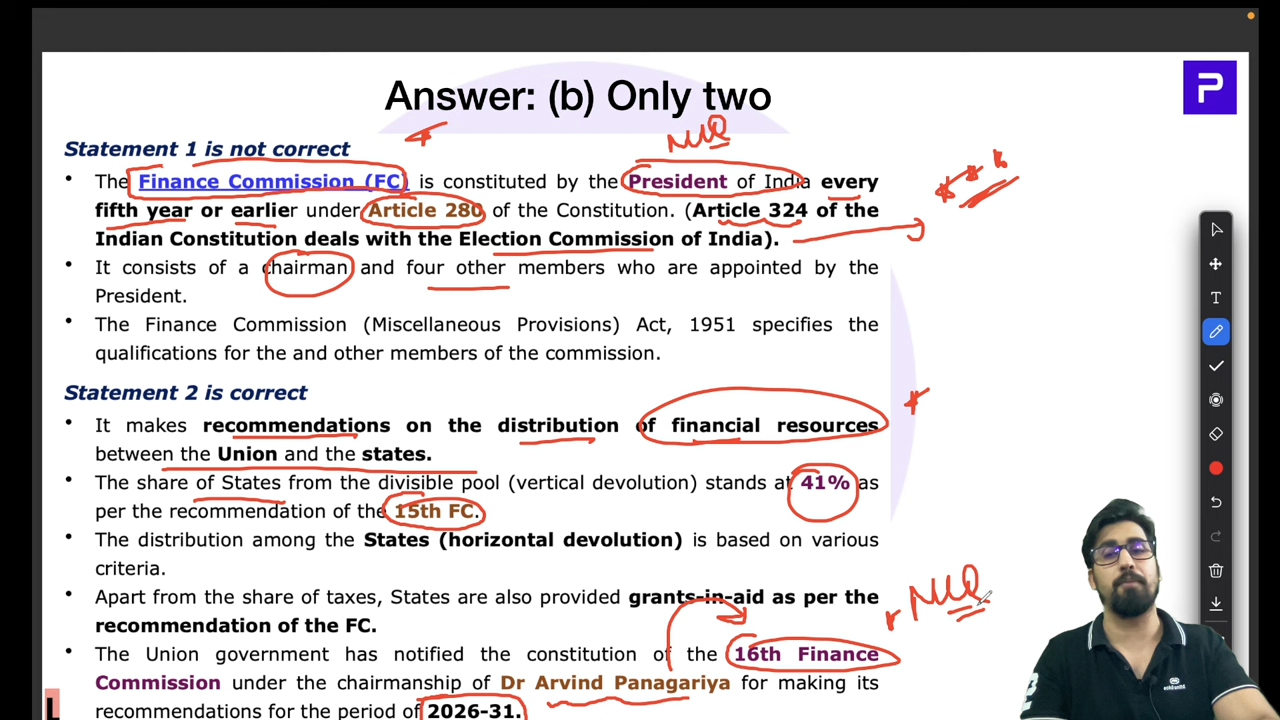 Answer: (b) Only two
P
MCQ
Statement 1 is not correct
• The Finance Commission (FC) is constituted by the President of India every
fifth year or earlier under Article 280 of the Constitution. (Article 324 of the
Indian Constitution deals with the Election Commission of India).
• It consists of a chairman and four other members who are appointed by the
President.
• The Finance Commission (Miscellaneous Provisions) Act, 1951 specifies the
qualifications for the and other members of the commission.
Statement 2 is correct
• It makes recommendations on the distribution of financial resources
between the Union and the states.
• The share of States from the divisible pool (vertical devolution) stands at 41% as
per the recommendation of the 15th FC.
• The distribution among the States (horizontal devolution) is based on various
criteria.
• Apart from the share of taxes, States are also provided grants-in-aid as per the
recommendation of the FC.
MCQ
• The Union government has notified the constitution of the 16th Finance
Commission under the chairmanship of Dr Arvind Panagariya for making its
recommendations for the period of 2026-31.
L
T